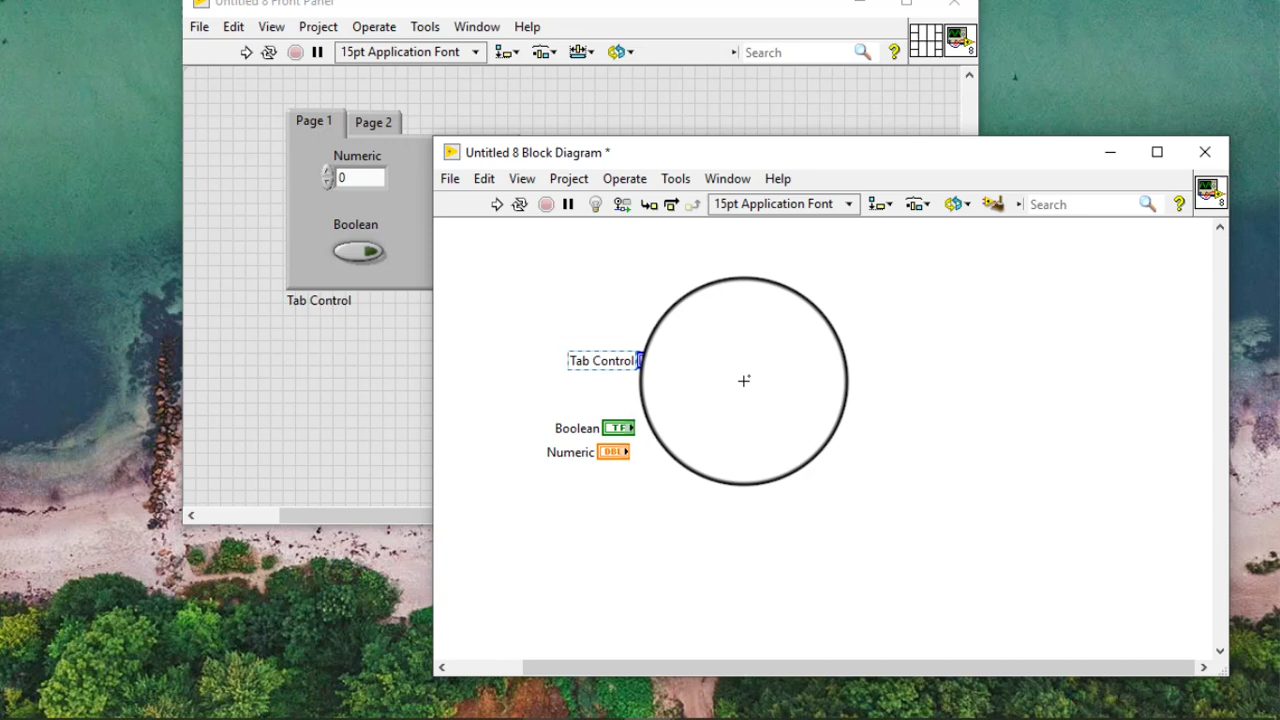 Untitled 8 Front Panel
File Edit View Project Operate Tools Window Help
15pt Application Font Search ? 8
Page 1 Page 2
Numeric
0
Boolean
Tab Control
Untitled 8 Block Diagram *
File Edit View Project Operate Tools Window Help
15pt Application Font Search ? 8
Tab Control
Boolean TF
Numeric DBL